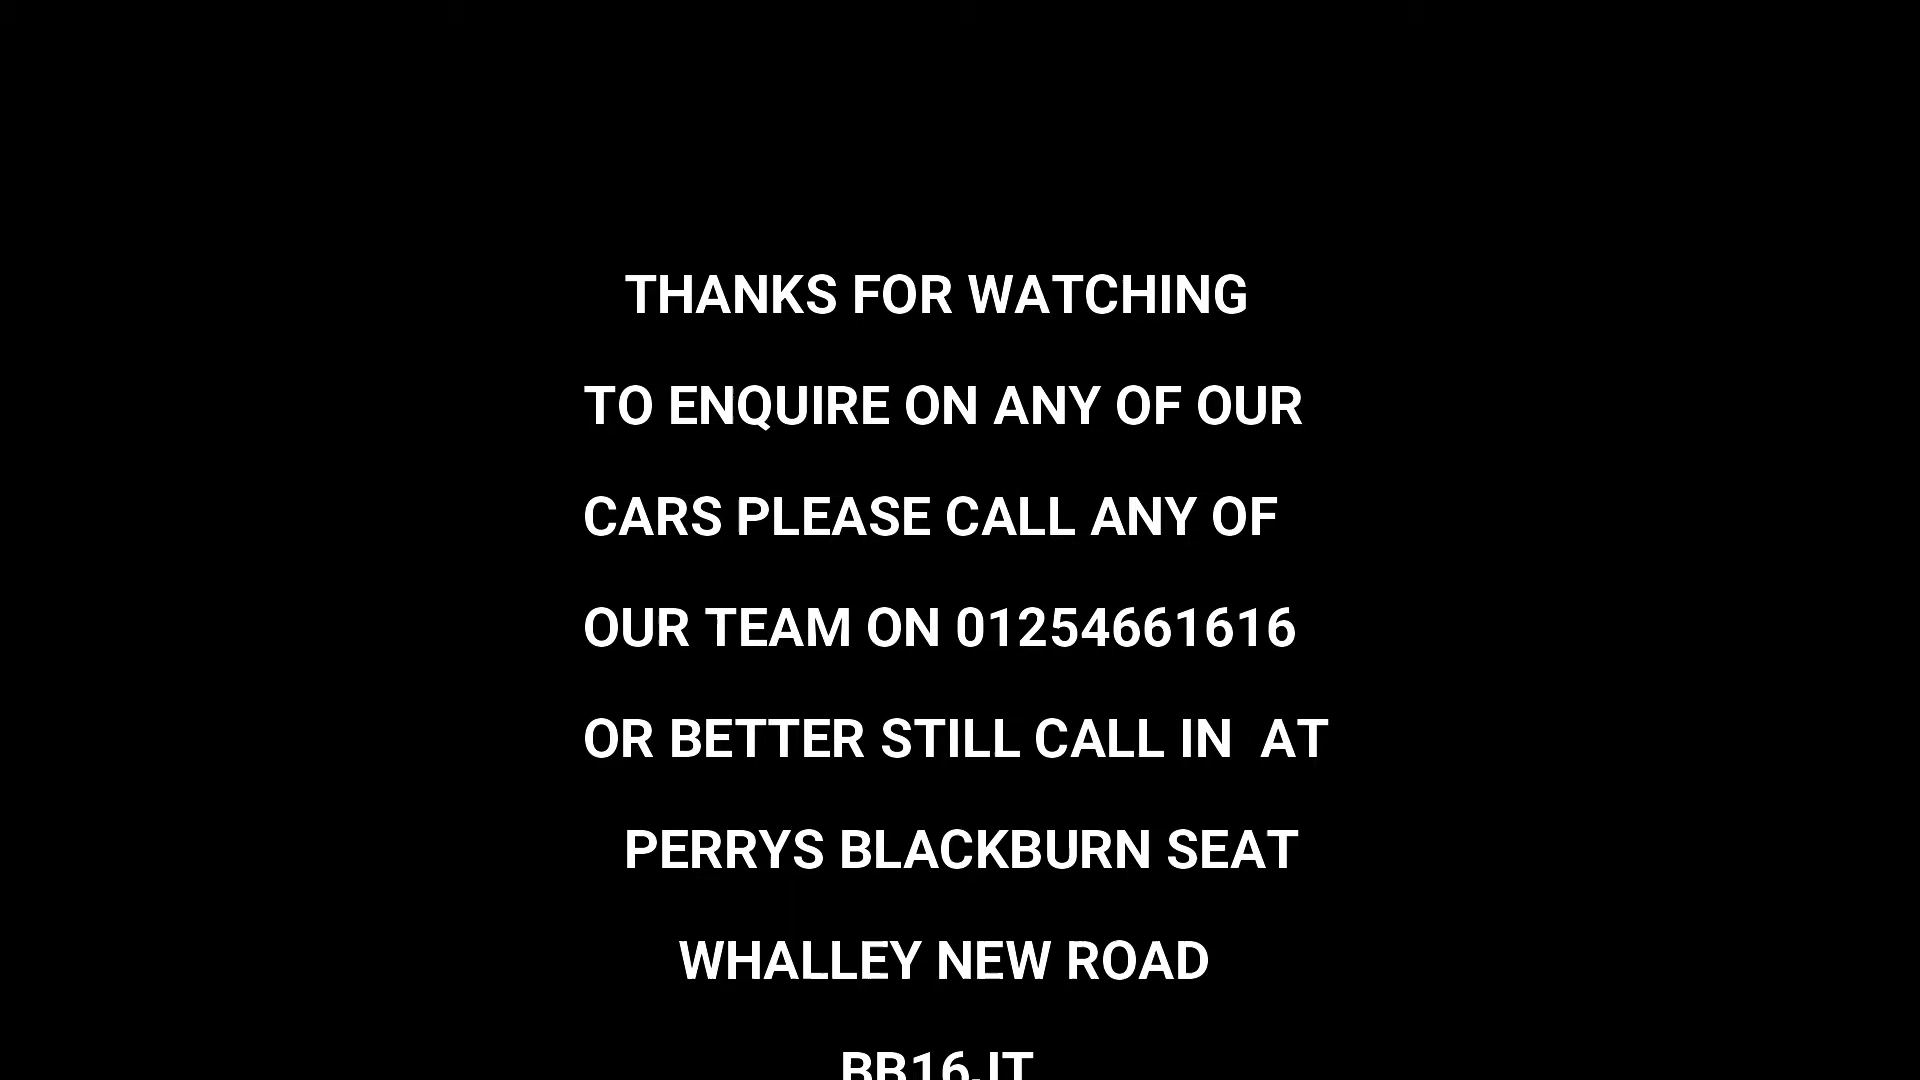 THANKS FOR WATCHING
TO ENQUIRE ON ANY OF OUR
CARS PLEASE CALL ANY OF
OUR TEAM ON 01254661616
OR BETTER STILL CALL IN  AT
PERRYS BLACKBURN SEAT
WHALLEY NEW ROAD
BB16JT